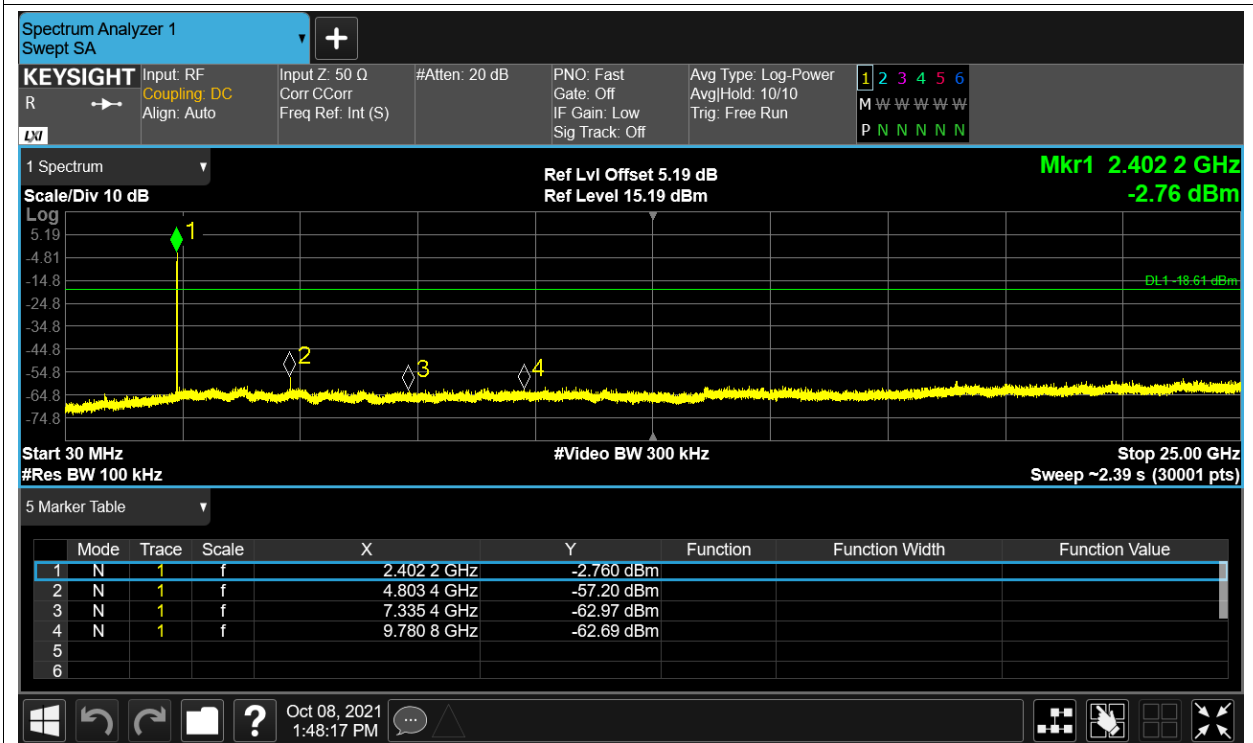 Spectrum Analyzer 1
Swept SA
KEYSIGHT
R
LXI
Input: RF
Coupling: DC
Align: Auto
Input Z: 50 Ω
Corr CCorr
Freq Ref: Int (S)
#Atten: 20 dB
PNO: Fast
Gate: Off
IF Gain: Low
Sig Track: Off
Avg Type: Log-Power
Avg|Hold: 10/10
Trig: Free Run
1 2 3 4 5 6
M W W W W W
P N N N N N
1 Spectrum
Scale/Div 10 dB
Ref Lvl Offset 5.19 dB
Ref Level 15.19 dBm
Mkr1 2.402 2 GHz
-2.76 dBm
Log
5.19
-4.81
-14.8
-24.8
-34.8
-44.8
-54.8
-64.8
-74.8
1
2
3
4
DL1 -18.61 dBm
Start 30 MHz
#Video BW 300 kHz
Stop 25.00 GHz
#Res BW 100 kHz
Sweep ~2.39 s (30001 pts)
5 Marker Table
Mode Trace Scale X Y Function Function Width Function Value
1 N 1 f 2.402 2 GHz -2.760 dBm
2 N 1 f 4.803 4 GHz -57.20 dBm
3 N 1 f 7.335 4 GHz -62.97 dBm
4 N 1 f 9.780 8 GHz -62.69 dBm
5
6
?
Oct 08, 2021
1:48:17 PM